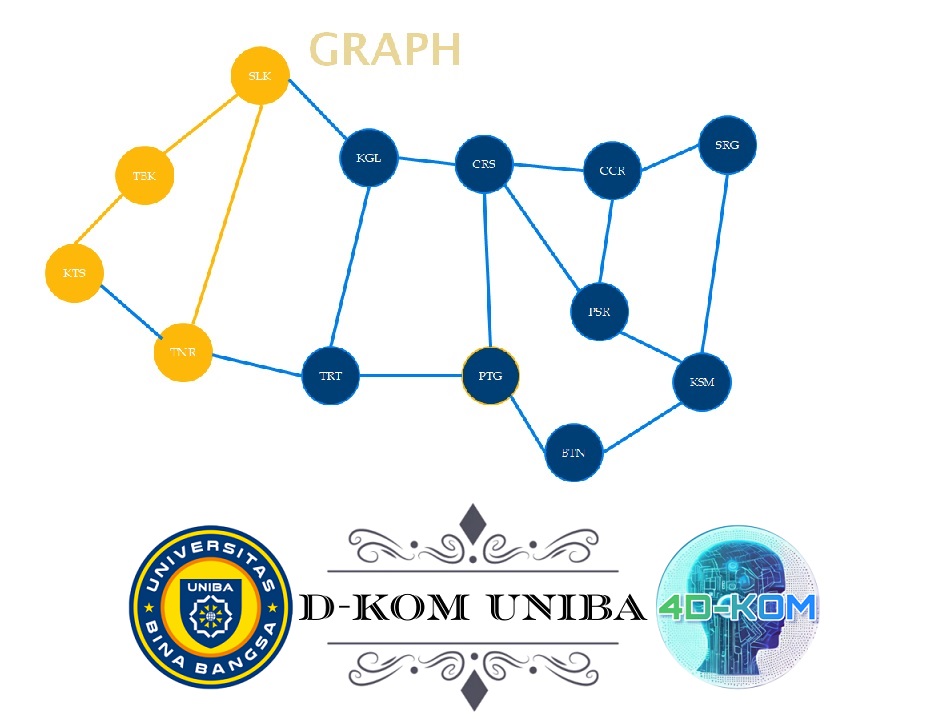 GRAPH
SLK
KGL
CRS
CCR
SRG
TBK
KTS
PSR
TNR
TRT
PTG
KSM
BTN
UNIVERSITAS
UNIBA
BINA BANGSA
D-KOM UNIBA
4D-KOM